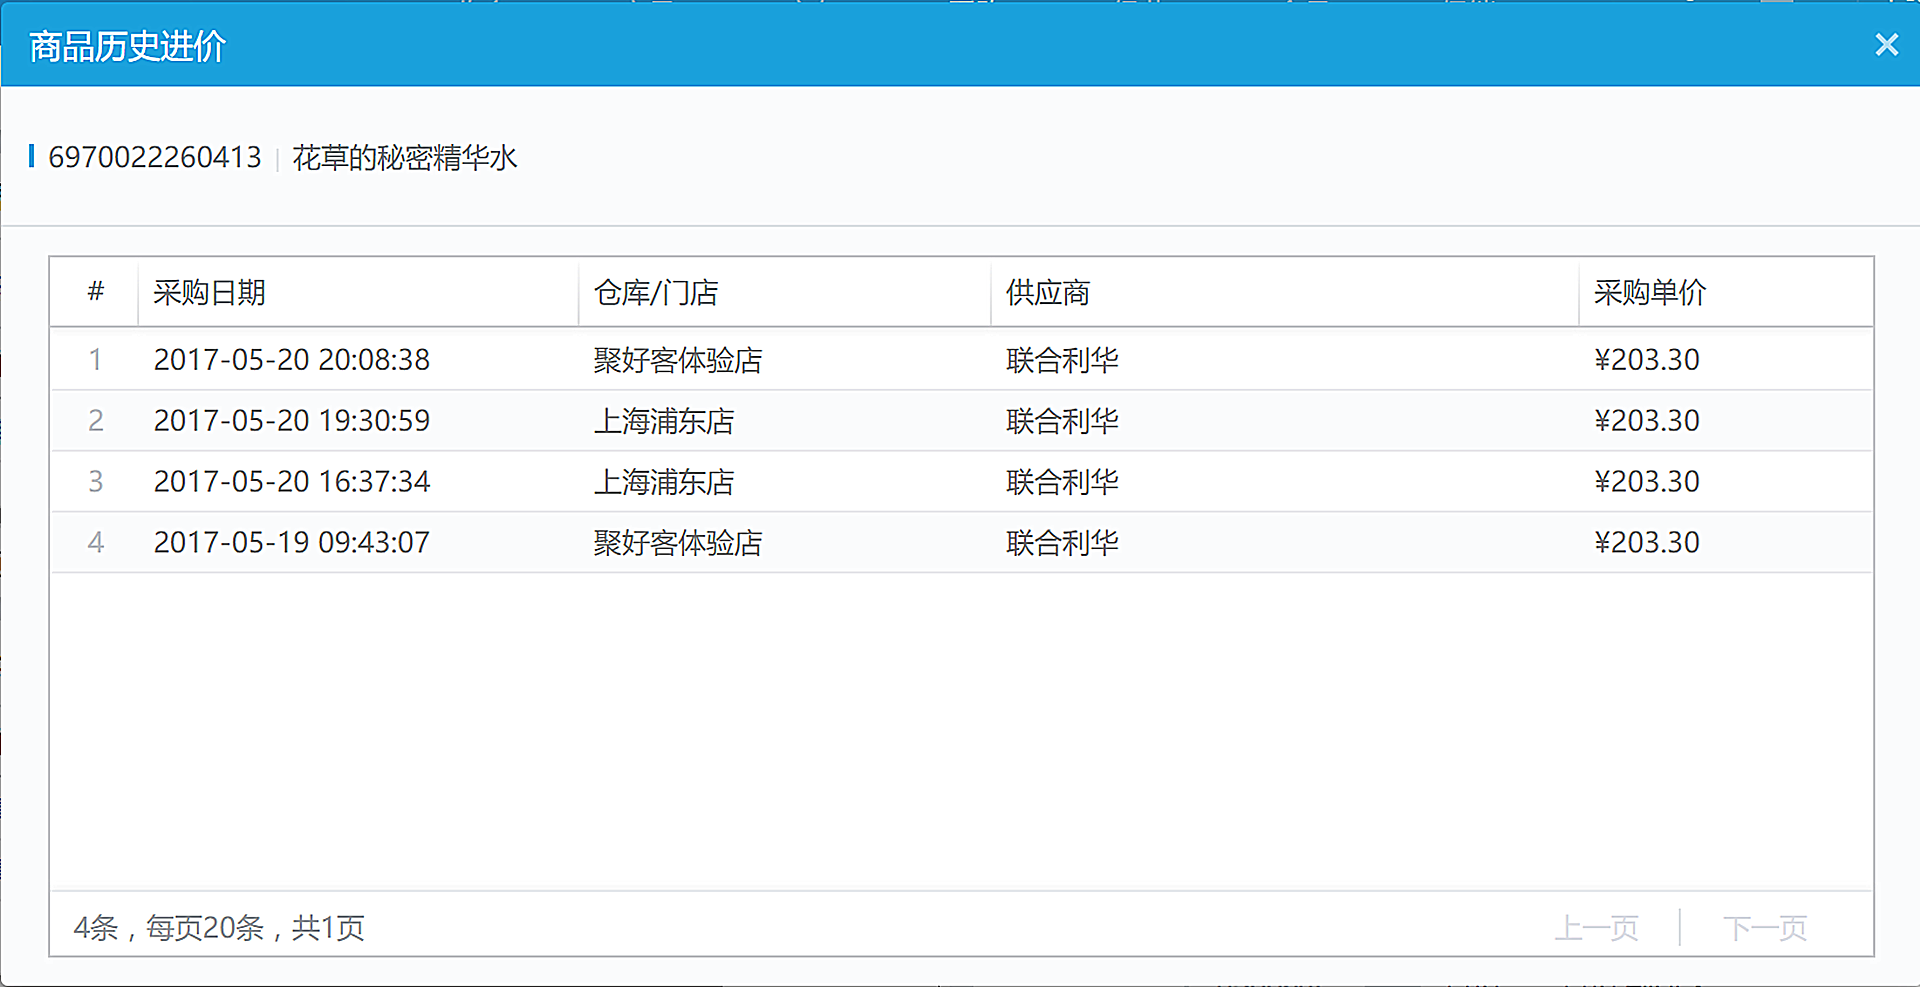 商品历史进价
6970022260413 花草的秘密精华水
# 采购日期 仓库/门店 供应商 采购单价
1 2017-05-20 20:08:38 聚好客体验店 联合利华 ¥203.30
2 2017-05-20 19:30:59 上海浦东店 联合利华 ¥203.30
3 2017-05-20 16:37:34 上海浦东店 联合利华 ¥203.30
4 2017-05-19 09:43:07 聚好客体验店 联合利华 ¥203.30
4条，每页20条，共1页 上一页 下一页